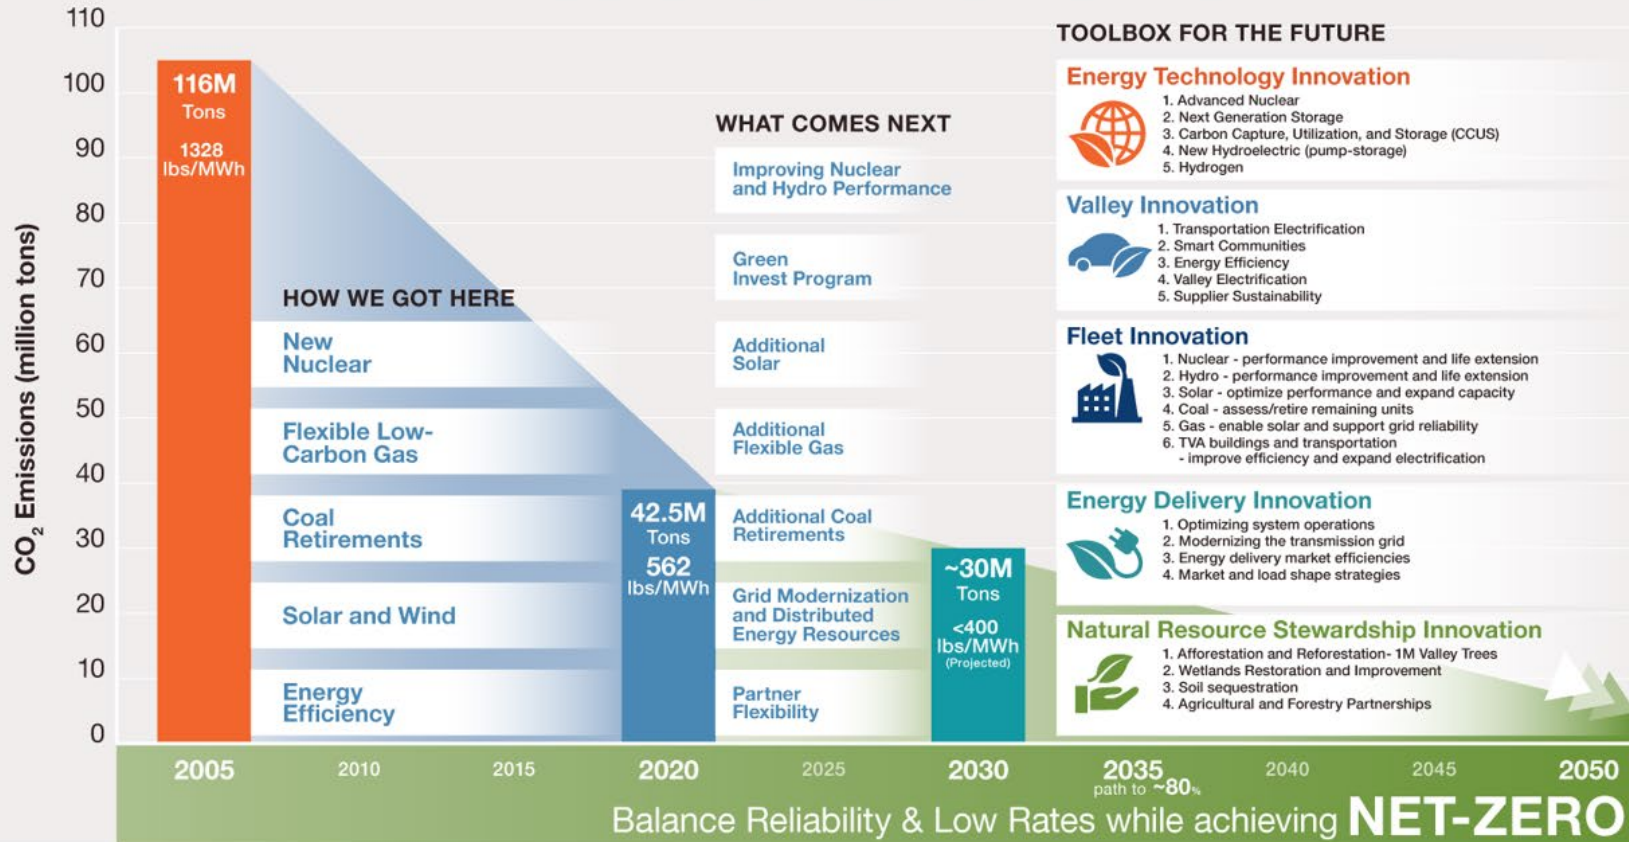 CO₂ Emissions (million tons)
110
100
90
80
70
60
50
40
30
20
10
0
116M
Tons
1328
lbs/MWh
HOW WE GOT HERE
New
Nuclear
Flexible Low-
Carbon Gas
Coal
Retirements
Solar and Wind
Energy
Efficiency
42.5M
Tons
562
lbs/MWh
WHAT COMES NEXT
Improving Nuclear
and Hydro Performance
Green
Invest Program
Additional
Solar
Additional
Flexible Gas
Additional Coal
Retirements
Grid Modernization
and Distributed
Energy Resources
Partner
Flexibility
~30M
Tons
<400
lbs/MWh
(Projected)
TOOLBOX FOR THE FUTURE
Energy Technology Innovation
1. Advanced Nuclear
2. Next Generation Storage
3. Carbon Capture, Utilization, and Storage (CCUS)
4. New Hydroelectric (pump-storage)
5. Hydrogen
Valley Innovation
1. Transportation Electrification
2. Smart Communities
3. Energy Efficiency
4. Valley Electrification
5. Supplier Sustainability
Fleet Innovation
1. Nuclear - performance improvement and life extension
2. Hydro - performance improvement and life extension
3. Solar - optimize performance and expand capacity
4. Coal - assess/retire remaining units
5. Gas - enable solar and support grid reliability
6. TVA buildings and transportation
- improve efficiency and expand electrification
Energy Delivery Innovation
1. Optimizing system operations
2. Modernizing the transmission grid
3. Energy delivery market efficiencies
4. Market and load shape strategies
Natural Resource Stewardship Innovation
1. Afforestation and Reforestation- 1M Valley Trees
2. Wetlands Restoration and Improvement
3. Soil sequestration
4. Agricultural and Forestry Partnerships
2005
2010
2015
2020
2025
2030
2035
path to ~80%
2040
2045
2050
Balance Reliability & Low Rates while achieving NET-ZERO